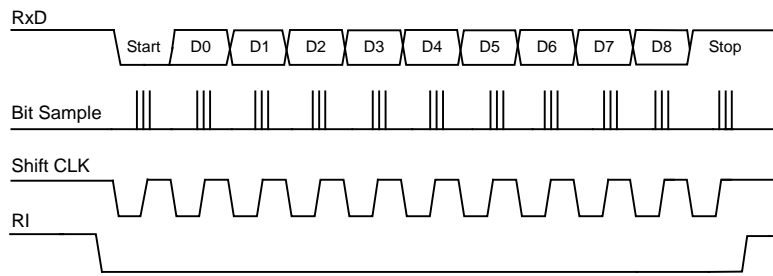 RxD
Start D0 D1 D2 D3 D4 D5 D6 D7 D8 Stop
Bit Sample
Shift CLK
RI